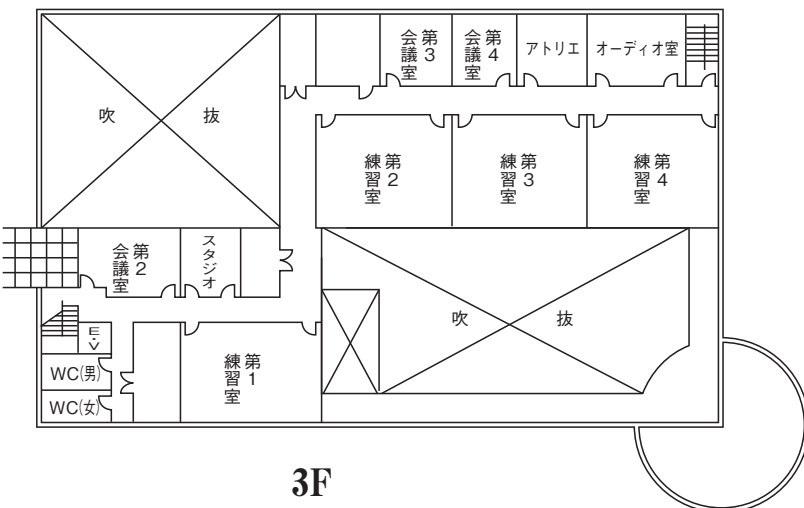 第3会議室
第4会議室
アトリエ
オーディオ室
吹 抜
第2練習室
第3練習室
第4練習室
第2会議室
スタジオ
吹 抜
E・V
第1練習室
WC(男)
WC(女)
3F